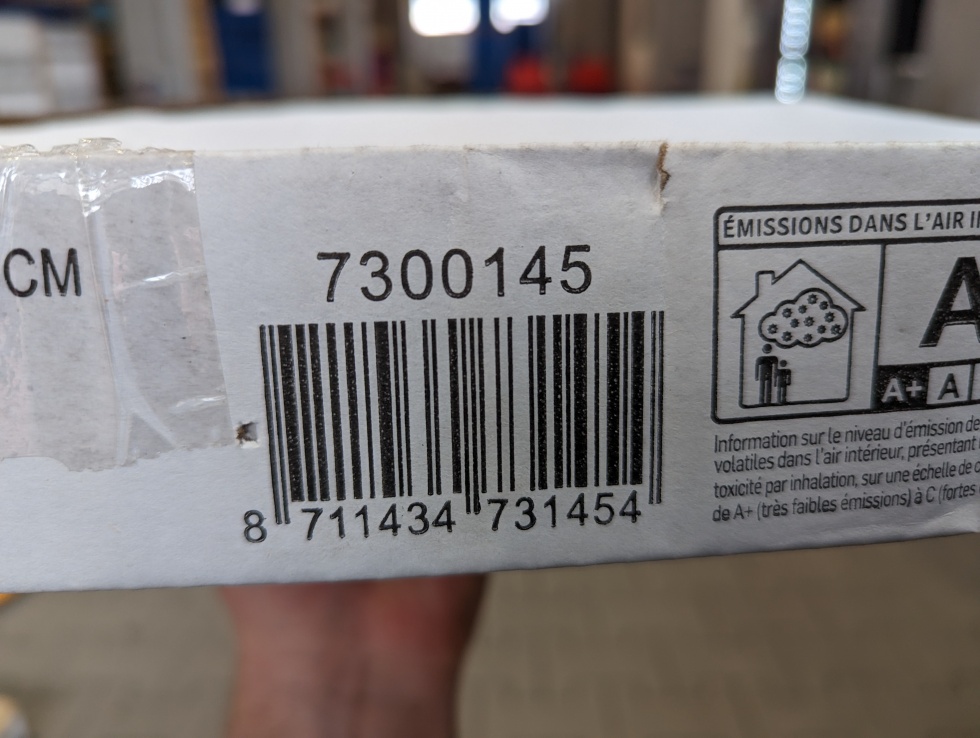 CM
7300145
8 711434 731454
ÉMISSIONS DANS L'AIR
A
A+ A
Information sur le niveau d'émission de
volatiles dans l'air intérieur, présentant
toxicité par inhalation, sur une échelle de
de A+ (très faibles émissions) à C (fortes